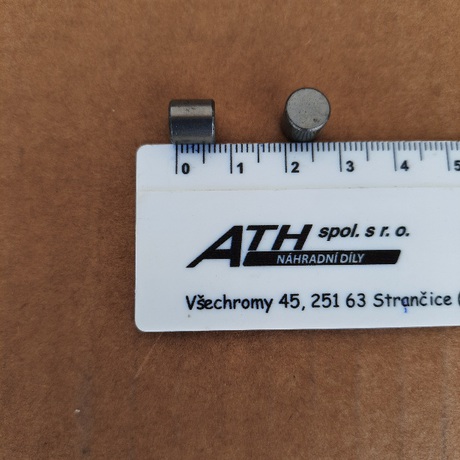 0 1 2 3 4 5
ATH spol. s r. o.
NÁHRADNÍ DÍLY
Všechromy 45, 251 63 Strančice (